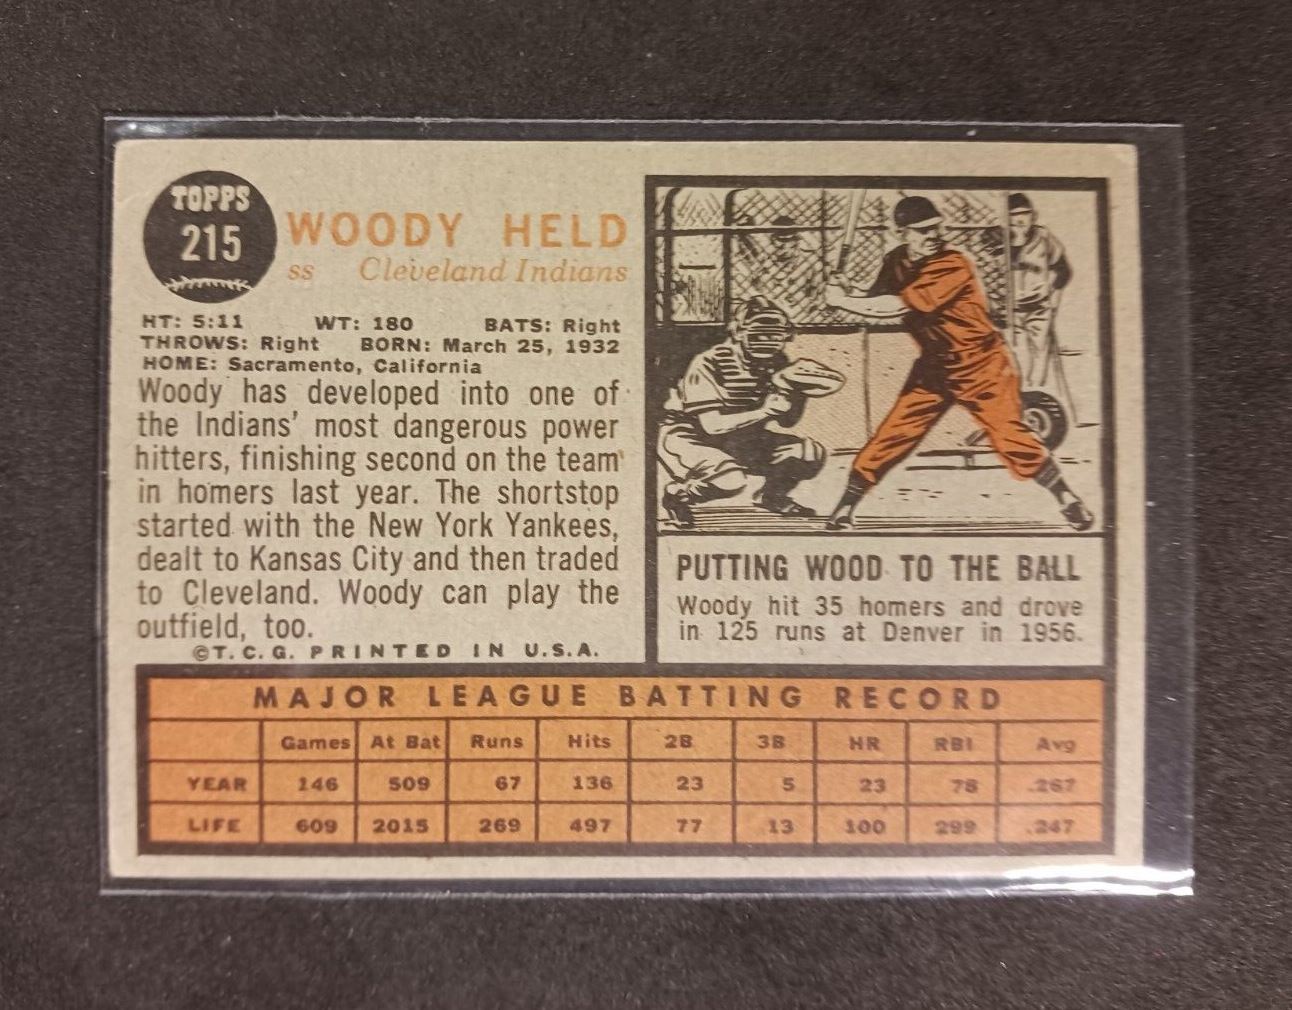 TOPPS
215
WOODY HELD
ss Cleveland Indians
HT: 5:11 WT: 180 BATS: Right
THROWS: Right BORN: March 25, 1932
HOME: Sacramento, California
Woody has developed into one of
the Indians' most dangerous power
hitters, finishing second on the team
in homers last year. The shortstop
started with the New York Yankees,
dealt to Kansas City and then traded
to Cleveland. Woody can play the
outfield, too.
©T.C.G. PRINTED IN U.S.A.
PUTTING WOOD TO THE BALL
Woody hit 35 homers and drove
in 125 runs at Denver in 1956.
MAJOR LEAGUE BATTING RECORD
Games At Bat Runs Hits 2B 3B HR RBI Avg
YEAR 146 509 67 136 23 5 23 78 .267
LIFE 609 2015 269 497 77 13 100 299 .247